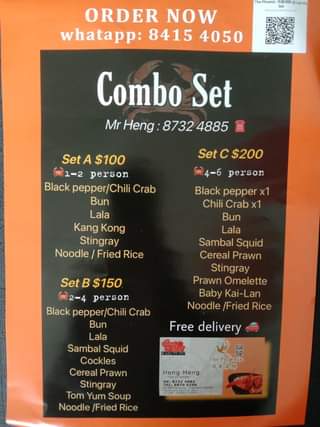 ORDER NOW
whatapp: 8415 4050
Combo Set
Mr Heng : 8732 4885
Set A $100
1-2 person
Black pepper/Chili Crab
Bun
Lala
Kang Kong
Stingray
Noodle / Fried Rice
Set B $150
2-4 person
Black pepper/Chili Crab
Bun
Lala
Sambal Squid
Cockles
Cereal Prawn
Stingray
Tom Yum Soup
Noodle /Fried Rice
Set C $200
4-6 person
Black pepper x1
Chili Crab x1
Bun
Lala
Sambal Squid
Cereal Prawn
Stingray
Prawn Omelette
Baby Kai-Lan
Noodle /Fried Rice
Free delivery
Hong Heng